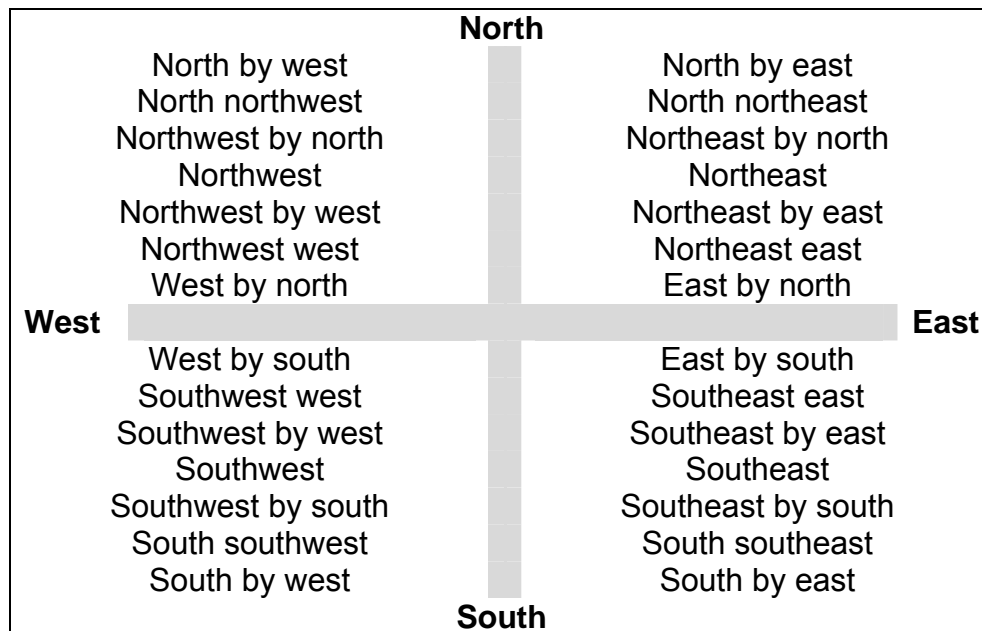 North
North by west North by east
North northwest North northeast
Northwest by north Northeast by north
Northwest Northeast
Northwest by west Northeast by east
Northwest west Northeast east
West by north East by north
West East
West by south East by south
Southwest west Southeast east
Southwest by west Southeast by east
Southwest Southeast
Southwest by south Southeast by south
South southwest South southeast
South by west South by east
South